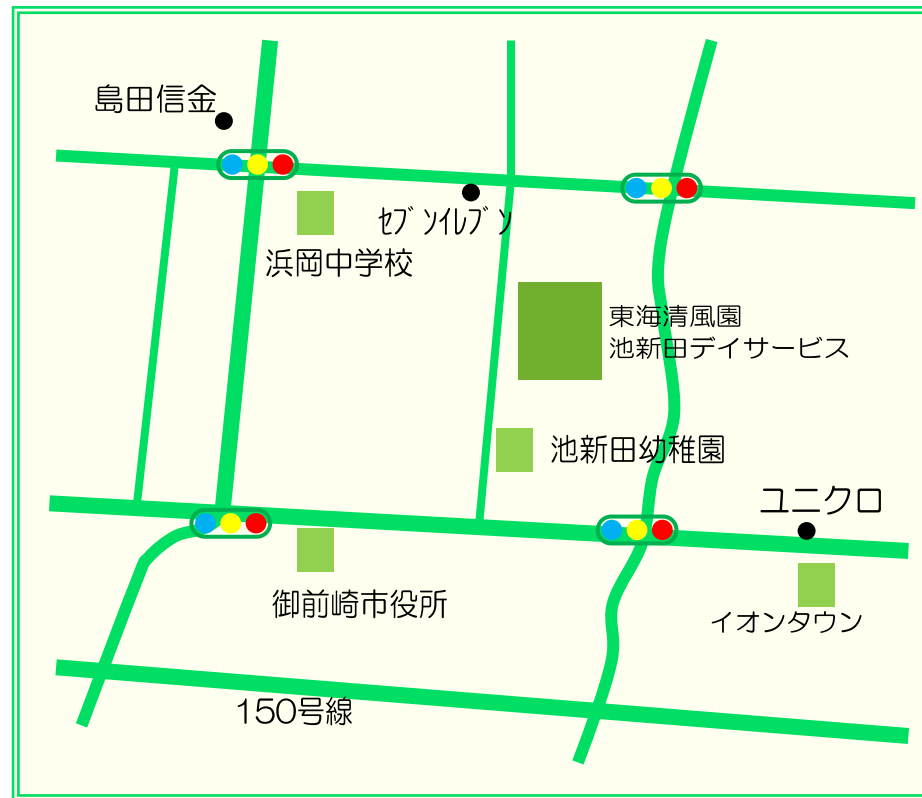 島田信金
セブンイレブン
浜岡中学校
東海清風園
池新田デイサービス
池新田幼稚園
ユニクロ
御前崎市役所
イオンタウン
150号線